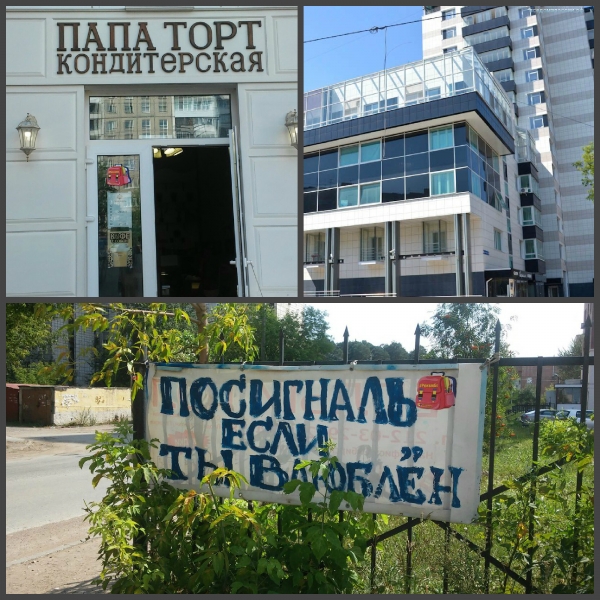 ПАПА ТОРТ
КОНДИТЕРСКАЯ
ПОСИГНАЛЬ
ЕСЛИ
ТЫ ВЛЮБЛЁН